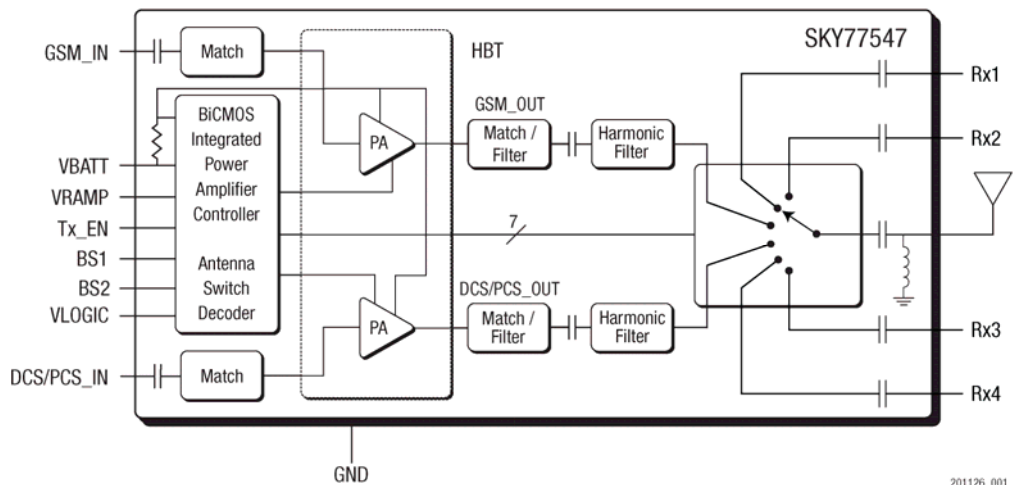 SKY77547
GSM_IN
Match
HBT
Rx1
GSM_OUT
BiCMOS
Integrated
Power
Amplifier
Controller
Antenna
Switch
Decoder
PA
Match /
Filter
Harmonic
Filter
Rx2
VBATT
VRAMP
Tx_EN
BS1
BS2
VLOGIC
7
DCS/PCS_OUT
PA
Match /
Filter
Harmonic
Filter
Rx3
DCS/PCS_IN
Match
Rx4
GND
201126_001